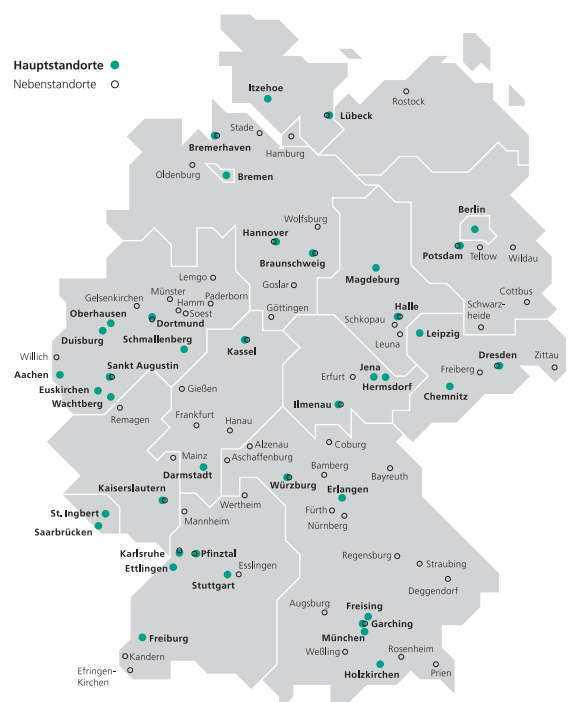 Hauptstandorte
Nebenstandorte
Itzehoe
Rostock
Lübeck
Stade
Bremerhaven
Hamburg
Oldenburg
Bremen
Wolfsburg
Berlin
Hannover
Braunschweig
Potsdam
Teltow
Wildau
Magdeburg
Lemgo
Goslar
Cottbus
Münster
Paderborn
Gelsenkirchen
Hamm
Soest
Göttingen
Halle
Schwarz-
heide
Oberhausen
Dortmund
Schkopau
Leipzig
Duisburg
Schmallenberg
Kassel
Leuna
Willich
Dresden
Zittau
Aachen
Sankt Augustin
Erfurt
Jena
Hermsdorf
Freiberg
Euskirchen
Gießen
Chemnitz
Wachtberg
Remagen
Ilmenau
Frankfurt
Hanau
Coburg
Alzenau
Mainz
Aschaffenburg
Bamberg
Bayreuth
Darmstadt
Würzburg
Erlangen
Kaiserslautern
Wertheim
St. Ingbert
Mannheim
Fürth
Nürnberg
Saarbrücken
Karlsruhe
Pfinztal
Regensburg
Straubing
Ettlingen
Esslingen
Stuttgart
Deggendorf
Augsburg
Freising
Garching
Freiburg
München
Kandern
Weßling
Rosenheim
Efringen-
Kirchen
Holzkirchen
Prien